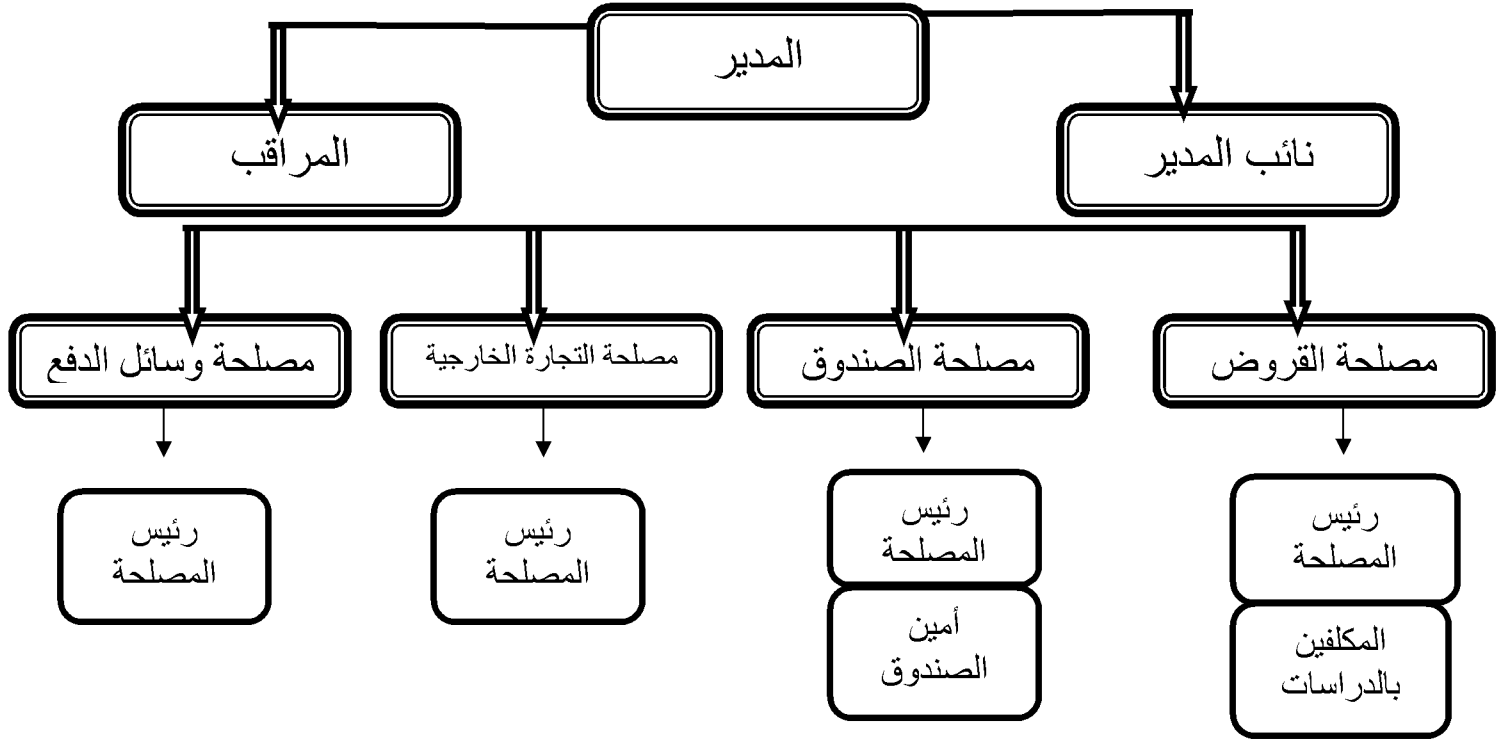 المدير
نائب المدير
المراقب
مصلحة القروض
مصلحة الصندوق
مصلحة التجارة الخارجية
مصلحة وسائل الدفع
رئيس
المصلحة
المكلفين
بالدراسات
رئيس
المصلحة
أمين
الصندوق
رئيس
المصلحة
رئيس
المصلحة